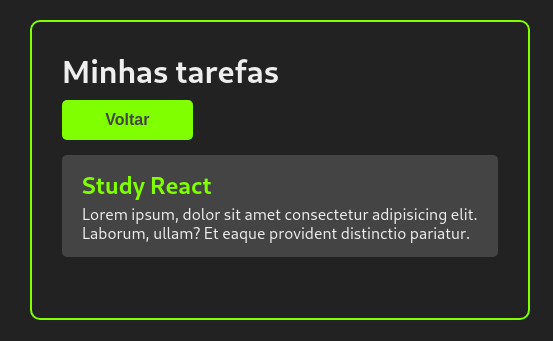 Minhas tarefas
Voltar
Study React
Lorem ipsum, dolor sit amet consectetur adipisicing elit.
Laborum, ullam? Et eaque provident distinctio pariatur.